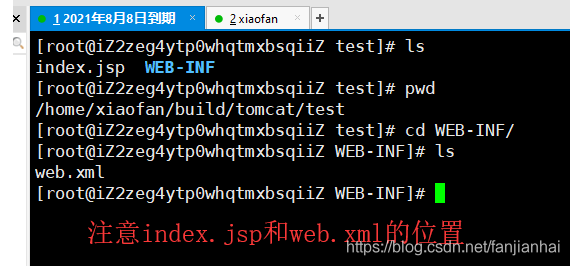 1 2021年8月8日到期 × 2 xiaofan × +
[root@iZ2zeg4ytp0whqtmxbsqiiZ test]# ls
index.jsp  WEB-INF
[root@iZ2zeg4ytp0whqtmxbsqiiZ test]# pwd
/home/xiaofan/build/tomcat/test
[root@iZ2zeg4ytp0whqtmxbsqiiZ test]# cd WEB-INF/
[root@iZ2zeg4ytp0whqtmxbsqiiZ WEB-INF]# ls
web.xml
[root@iZ2zeg4ytp0whqtmxbsqiiZ WEB-INF]#
注意index.jsp和web.xml的位置
https://blog.csdn.net/fanjianhai